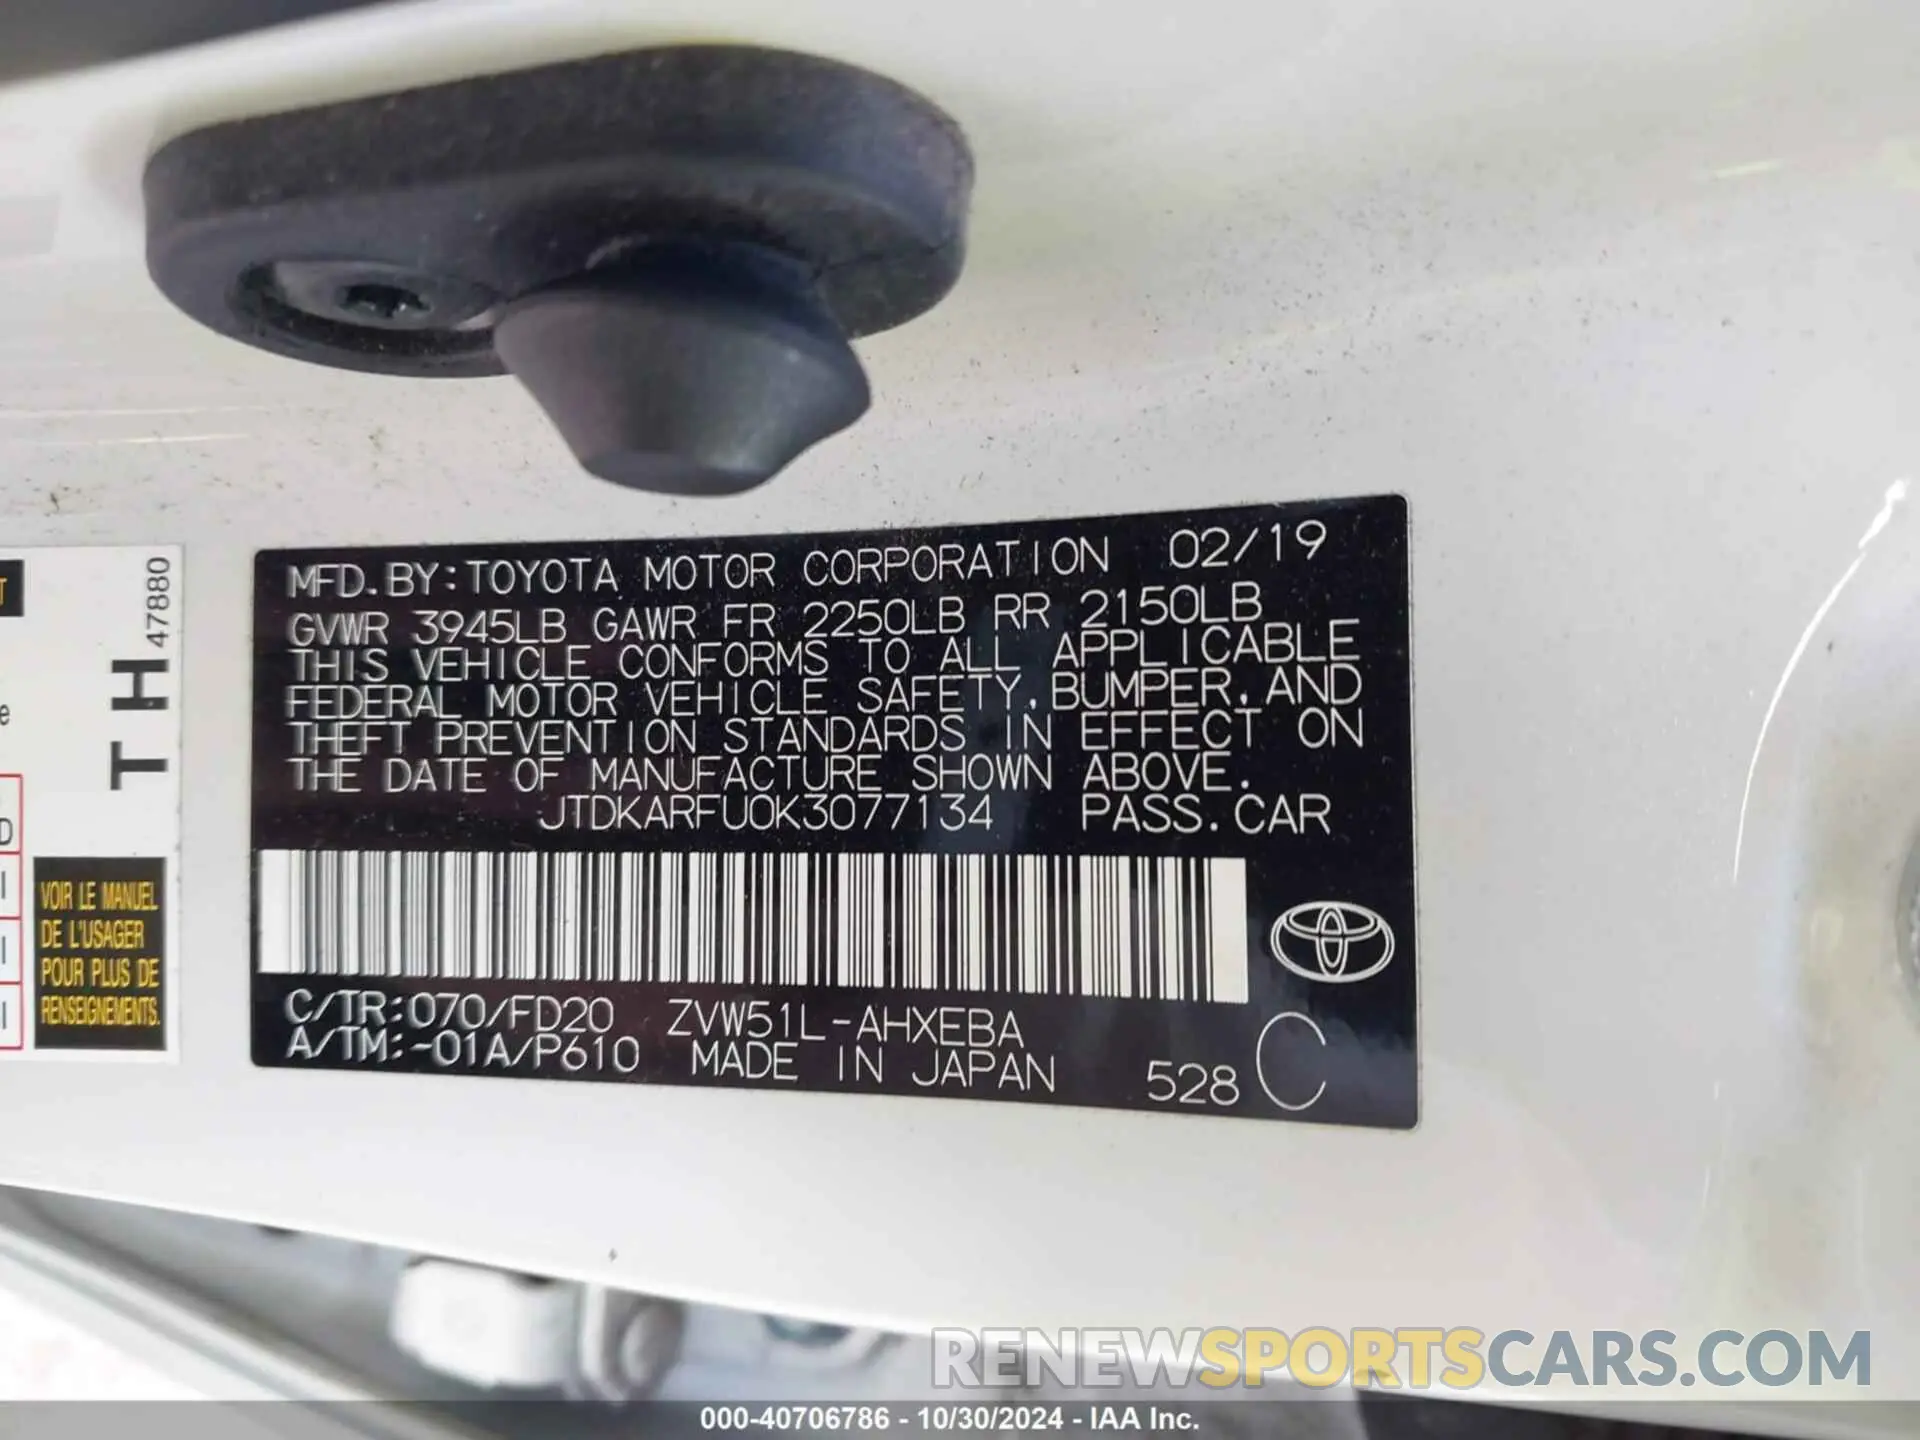 MFD. BY: TOYOTA MOTOR CORPORATION 02/19
GVWR 3945LB GAWR FR 2250LB RR 2150LB
THIS VEHICLE CONFORMS TO ALL APPLICABLE
FEDERAL MOTOR VEHICLE SAFETY, BUMPER, AND
THEFT PREVENTION STANDARDS IN EFFECT ON
THE DATE OF MANUFACTURE SHOWN ABOVE.
JTDKARFU0K3077134 PASS. CAR
C/TR: 070/FD20 ZVW51L-AHXEBA
A/TM: -01A/P610 MADE IN JAPAN 528 C
TH 47880
VOIR LE MANUEL
DE L'USAGER
POUR PLUS DE
RENSEIGNEMENTS.
RENEWSPORTSCARS.COM
000-40706786 - 10/30/2024 - IAA Inc.